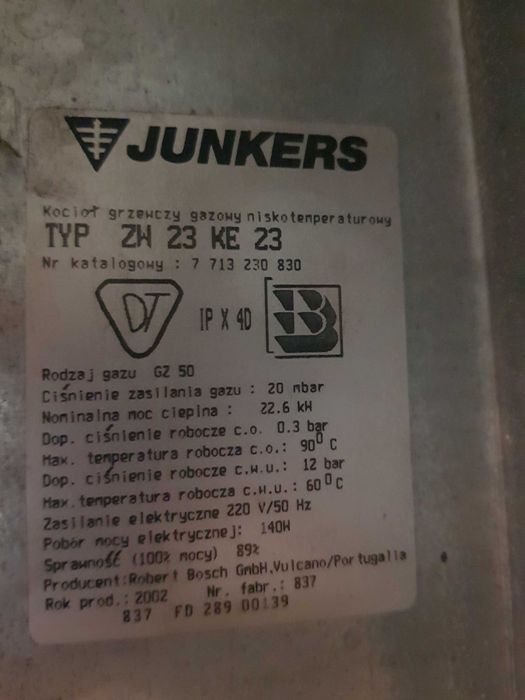 JUNKERS
Kocioł grzewczy gazowy niskotemperaturowy
TYP ZW 23 KE 23
Nr katalogowy : 7 713 230 830
DT IP X 4D B
Rodzaj gazu GZ 50
Ciśnienie zasilania gazu : 20 mbar
Nominalna moc cieplna : 22.6 kW
Dop. ciśnienie robocze c.o. 0.3 bar
Max. temperatura robocza c.o.: 90⁰ C
Dop. ciśnienie robocze c.w.u.: 12 bar
Max. temperatura robocza c.w.u.: 60⁰ C
Zasilanie elektryczne 220 V/50 Hz
Pobór mocy elektrycznej: 140W
Sprawność (100% mocy) 89%
Producent:Robert Bosch GmbH,Vulcano/Portugalia
Rok prod.: 2002 Nr. fabr.: 837
837 FD 289 00139